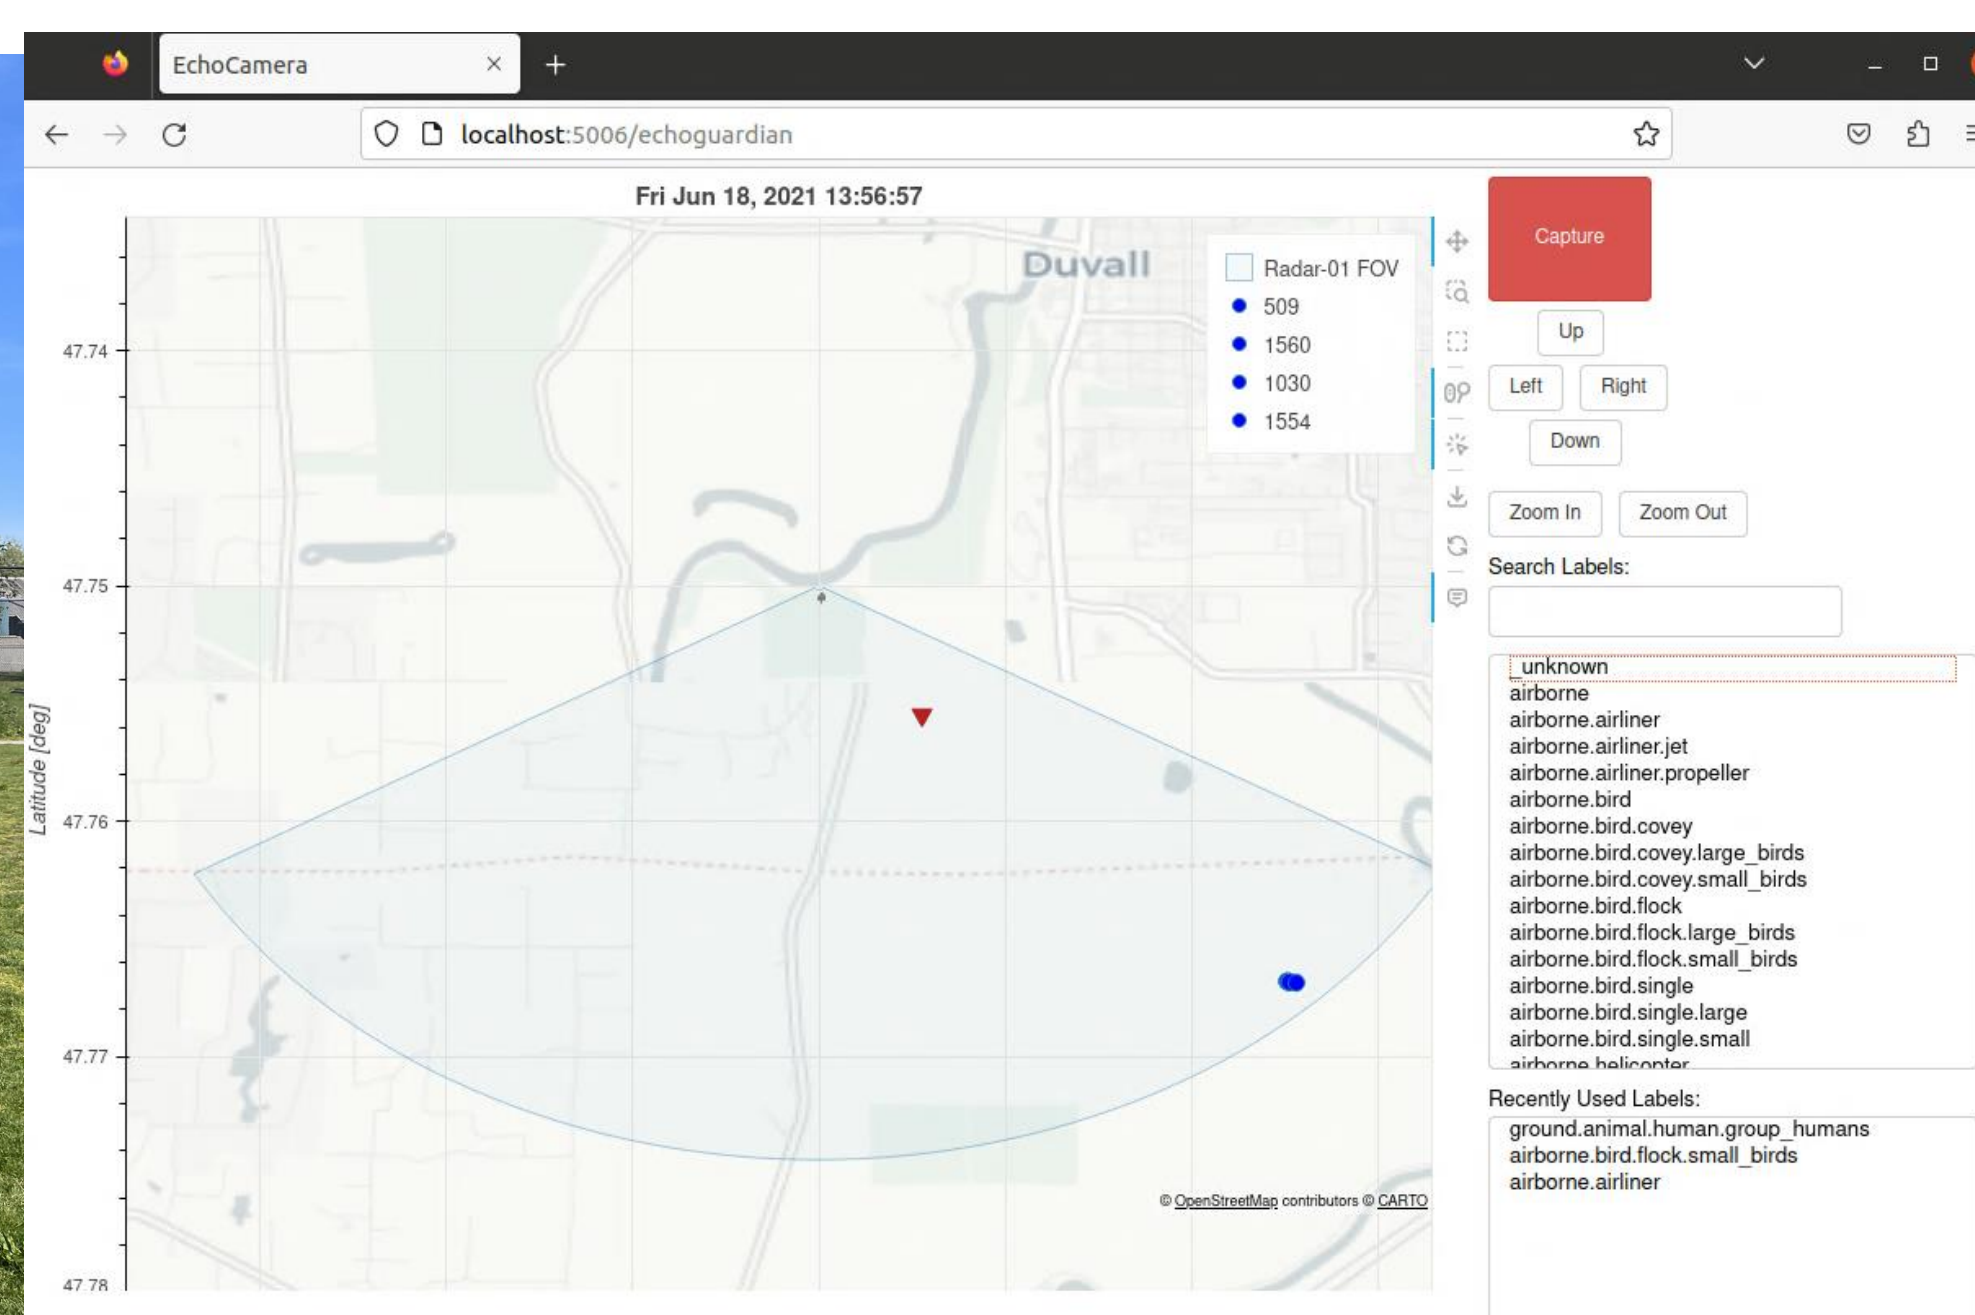 EchoCamera
localhost:5006/echoguardian
Fri Jun 18, 2021 13:56:57
Duvall
Radar-01 FOV
509
1560
1030
1554
47.74
47.75
47.76
47.77
47.78
Latitude [deg]
© OpenStreetMap contributors © CARTO
Capture
Up
Left Right
Down
Zoom In Zoom Out
Search Labels:
_unknown
airborne
airborne.airliner
airborne.airliner.jet
airborne.airliner.propeller
airborne.bird
airborne.bird.covey
airborne.bird.covey.large_birds
airborne.bird.covey.small_birds
airborne.bird.flock
airborne.bird.flock.large_birds
airborne.bird.flock.small_birds
airborne.bird.single
airborne.bird.single.large
airborne.bird.single.small
airborne.helicopter
Recently Used Labels:
ground.animal.human.group_humans
airborne.bird.flock.small_birds
airborne.airliner